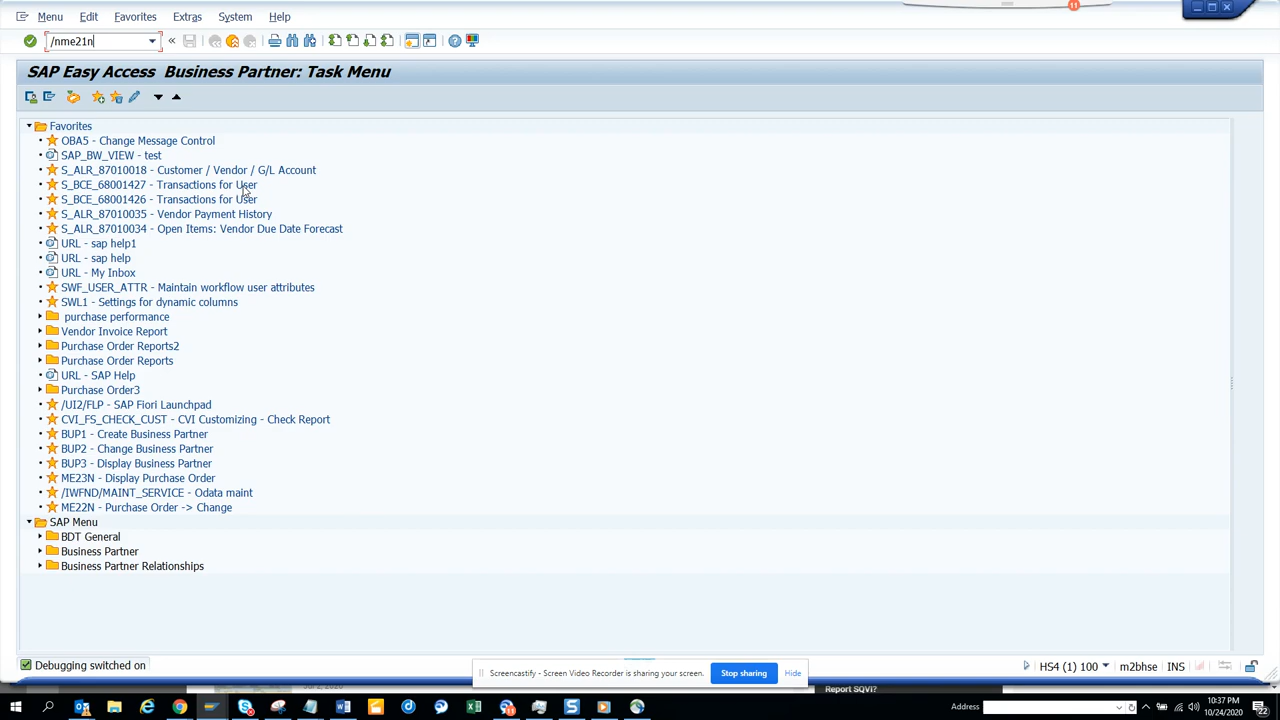 Menu Edit Favorites Extras System Help
11
/nme21n
SAP Easy Access Business Partner: Task Menu
Favorites
OBA5 - Change Message Control
SAP_BW_VIEW - test
S_ALR_87010018 - Customer / Vendor / G/L Account
S_BCE_68001427 - Transactions for User
S_BCE_68001426 - Transactions for User
S_ALR_87010035 - Vendor Payment History
S_ALR_87010034 - Open Items: Vendor Due Date Forecast
URL - sap help1
URL - sap help
URL - My Inbox
SWF_USER_ATTR - Maintain workflow user attributes
SWL1 - Settings for dynamic columns
purchase performance
Vendor Invoice Report
Purchase Order Reports2
Purchase Order Reports
URL - SAP Help
Purchase Order3
/UI2/FLP - SAP Fiori Launchpad
CVI_FS_CHECK_CUST - CVI Customizing - Check Report
BUP1 - Create Business Partner
BUP2 - Change Business Partner
BUP3 - Display Business Partner
ME23N - Display Purchase Order
/IWFND/MAINT_SERVICE - Odata maint
ME22N - Purchase Order -> Change
SAP Menu
BDT General
Business Partner
Business Partner Relationships
Debugging switched on
Screencastify - Screen Video Recorder is sharing your screen. Stop sharing Hide
HS4 (1) 100 m2bhse INS
Report SQVI?
Address
10:37 PM
10/24/2020
22